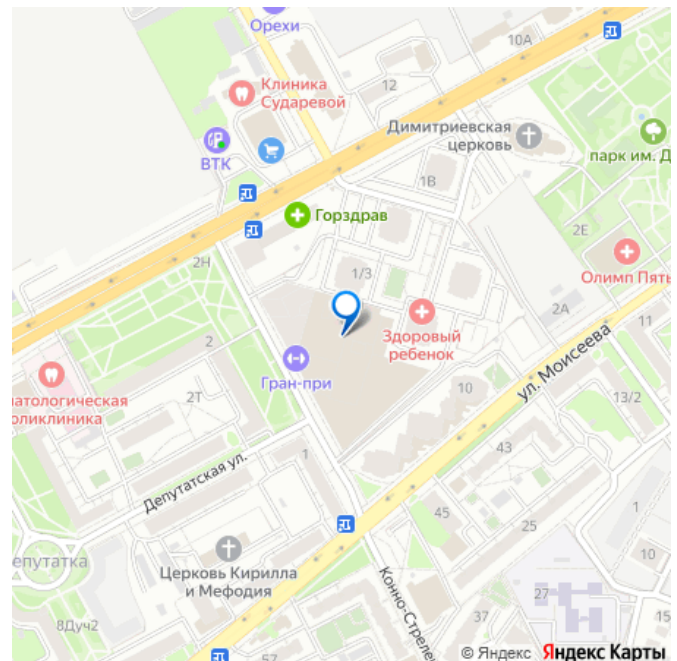 Орехи
10А
Клиника
Сударевой
12
ВТК
Димитриевская
церковь
парк им. Д
1В
Горздрав
2Е
2Н
1/3
Олимп Пять
2А
Здоровый
ребенок
11
ул. Моисеева
2
Гран-при
атологическая
оликлиника
2Т
10
13/2
43
1
Депутатская ул.
1
45
25
епутатка
Церковь Кирилла
и Мефодия
10
27
8Дуч2
Конно-Стреле
37
15
57
© Яндекс Яндекс Карты